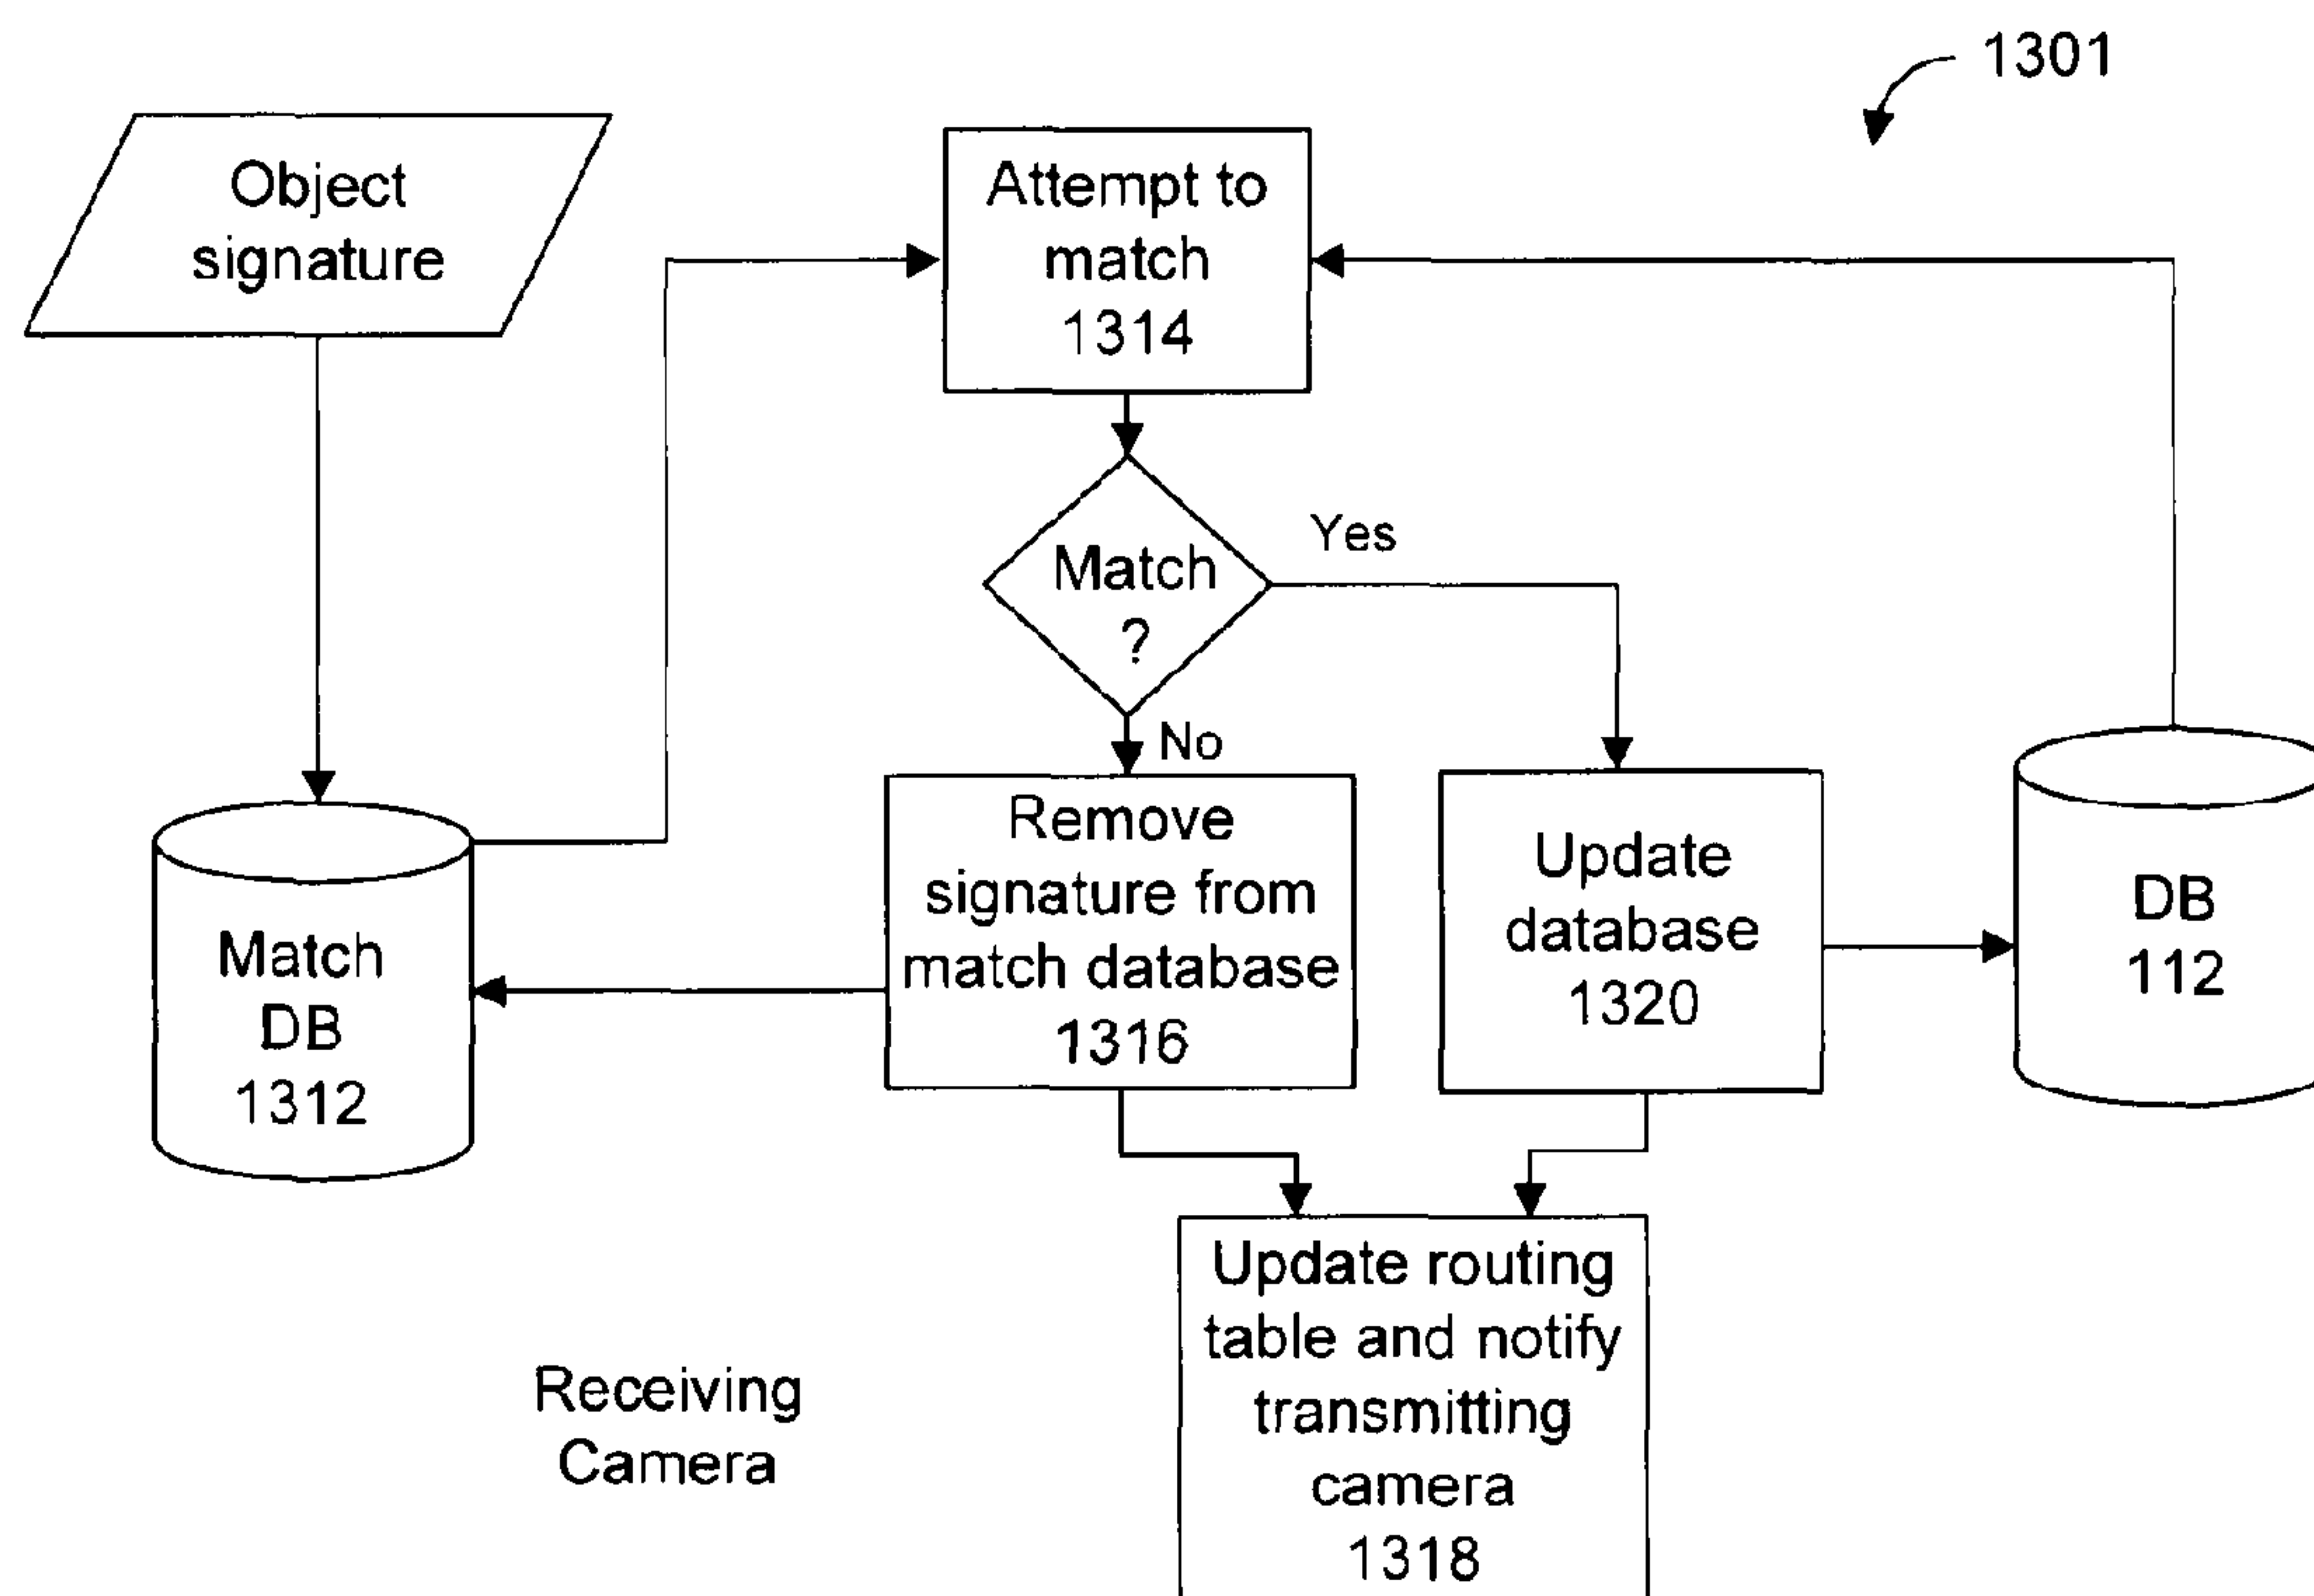 1301
Object
signature
Attempt to
match
1314
Match
?
Yes
No
Match
DB
1312
Remove
signature from
match database
1316
Update
database
1320
DB
112
Update routing
table and notify
transmitting
camera
1318
Receiving
Camera